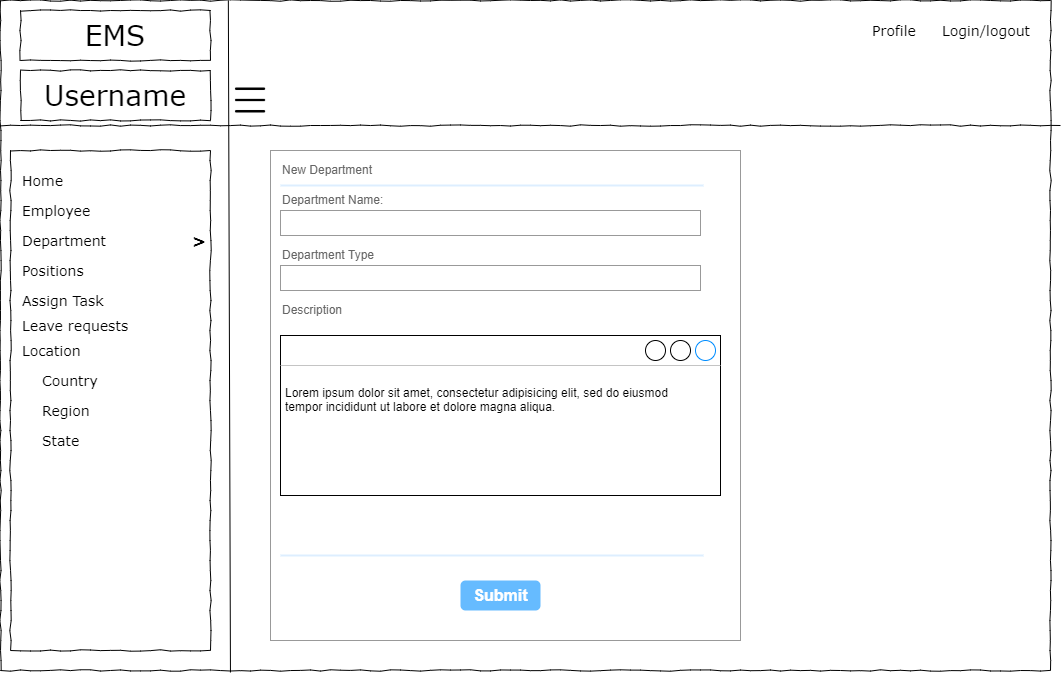 EMS
Profile
Login/logout
Username
Home
Employee
Department >
Positions
Assign Task
Leave requests
Location
Country
Region
State
New Department
Department Name:
Department Type
Description
Lorem ipsum dolor sit amet, consectetur adipisicing elit, sed do eiusmod
tempor incididunt ut labore et dolore magna aliqua.
Submit